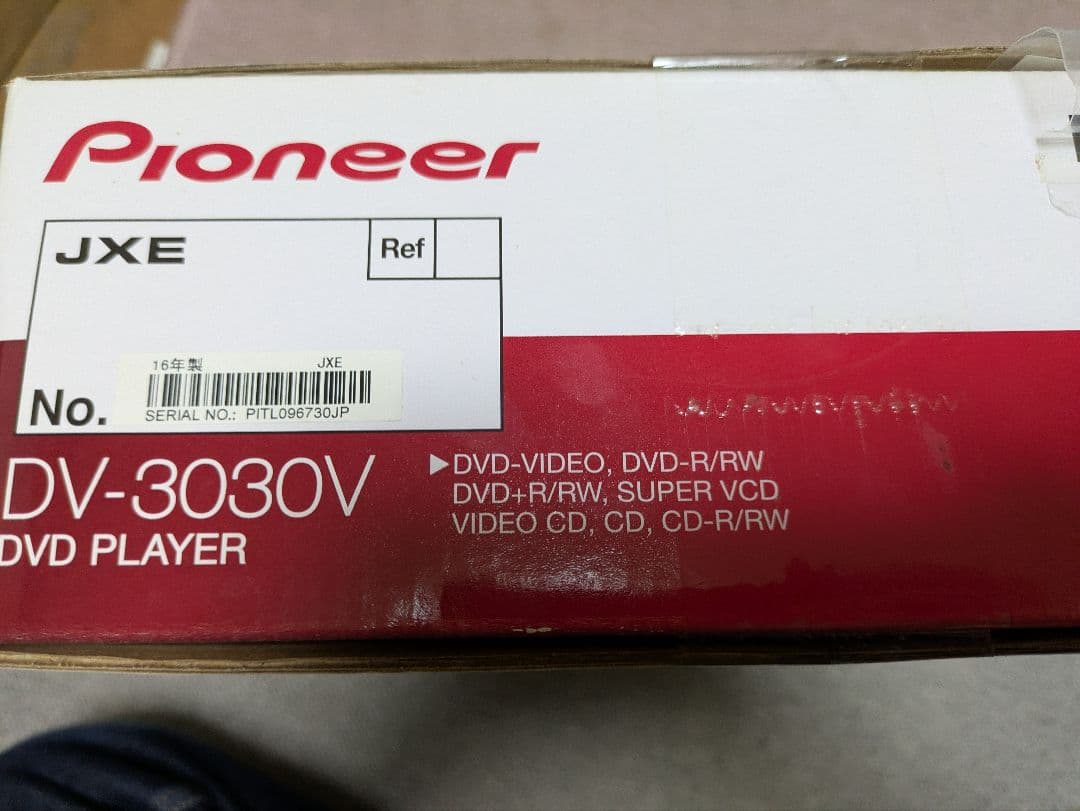 Pioneer
JXE
Ref
16年製 JXE
No.
SERIAL NO.: PITL096730JP
DV-3030V
DVD PLAYER
▶DVD-VIDEO, DVD-R/RW
DVD+R/RW, SUPER VCD
VIDEO CD, CD, CD-R/RW